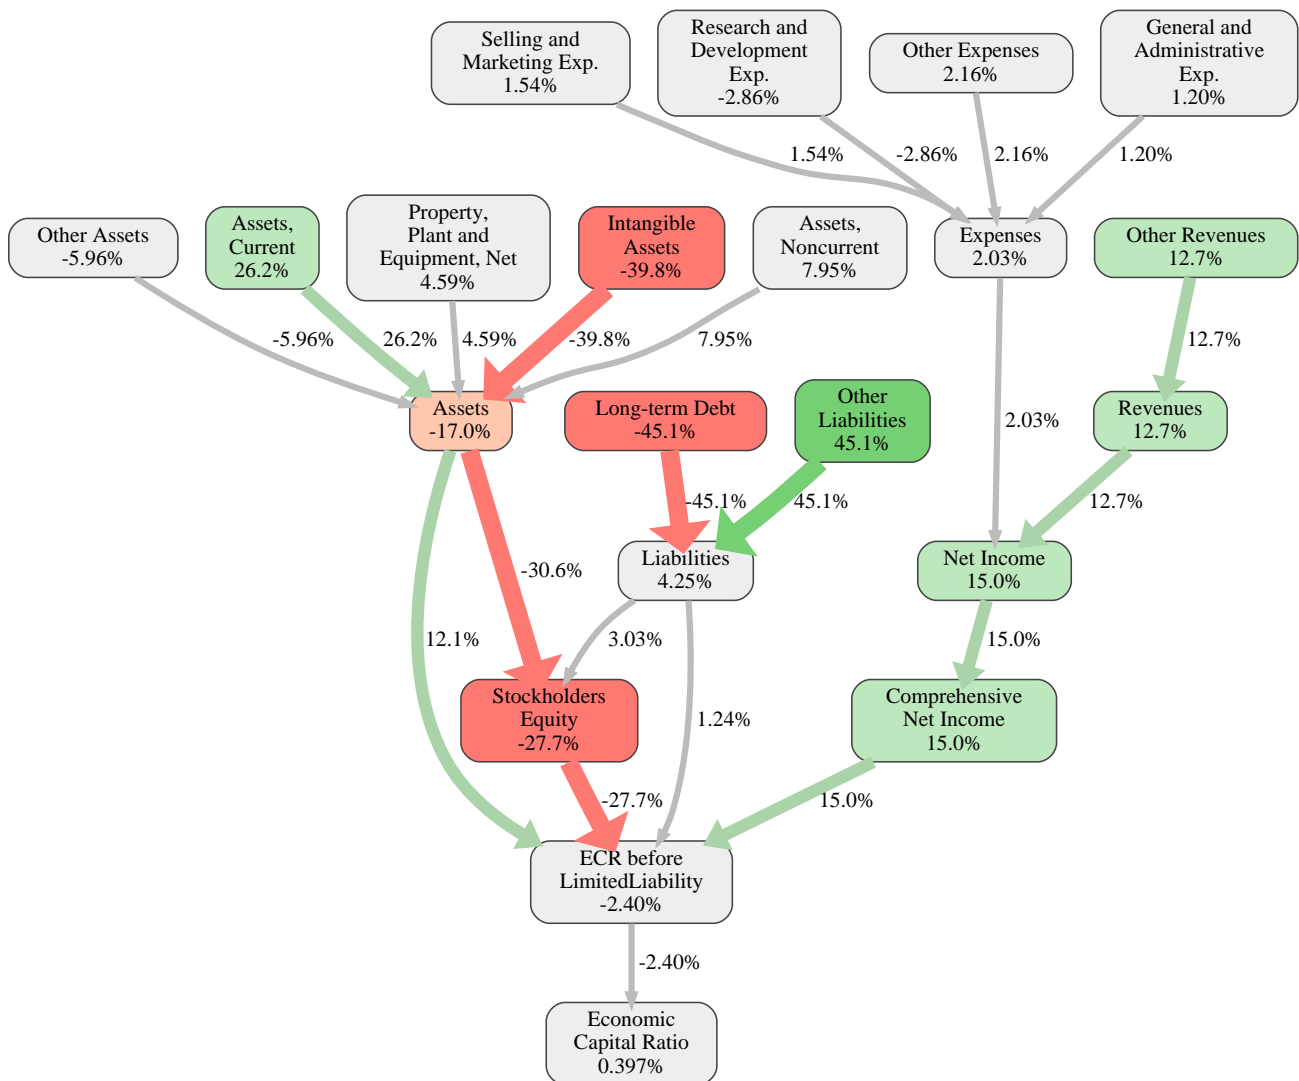 Selling and
Marketing Exp.
1.54%
Research and
Development
Exp.
-2.86%
Other Expenses
2.16%
General and
Administrative
Exp.
1.20%
1.54%
-2.86%
2.16%
1.20%
Other Assets
-5.96%
Assets,
Current
26.2%
Property,
Plant and
Equipment, Net
4.59%
Intangible
Assets
-39.8%
Assets,
Noncurrent
7.95%
Expenses
2.03%
Other Revenues
12.7%
-5.96%
26.2%
4.59%
-39.8%
7.95%
12.7%
Assets
-17.0%
Long-term Debt
-45.1%
Other
Liabilities
45.1%
2.03%
Revenues
12.7%
-45.1%
45.1%
12.7%
-30.6%
Liabilities
4.25%
Net Income
15.0%
12.1%
3.03%
15.0%
Stockholders
Equity
-27.7%
1.24%
Comprehensive
Net Income
15.0%
-27.7%
15.0%
ECR before
LimitedLiability
-2.40%
-2.40%
Economic
Capital Ratio
0.397%